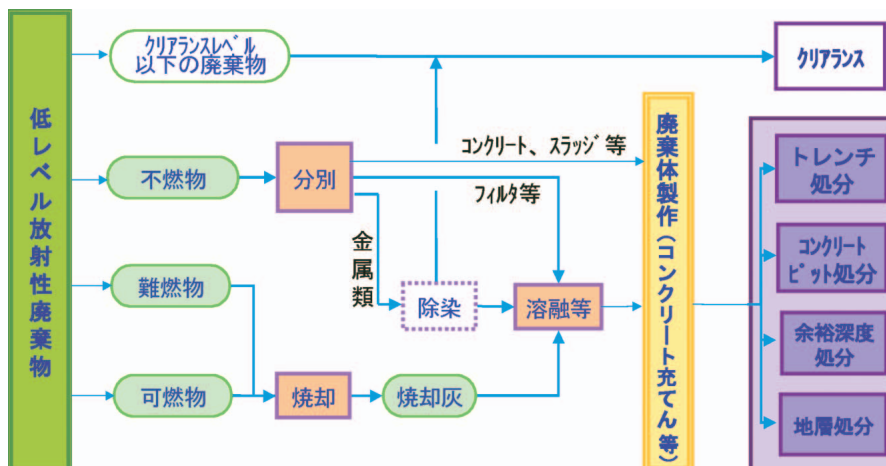 低レベル放射性廃棄物
クリアランスレベル
以下の廃棄物
クリアランス
不燃物
分別
コンクリート、スラッジ等
フィルタ等
金属類
難燃物
除染
溶融等
可燃物
焼却
焼却灰
廃棄体製作(コンクリート充てん等)
トレンチ
処分
コンクリート
ピット処分
余裕深度
処分
地層処分